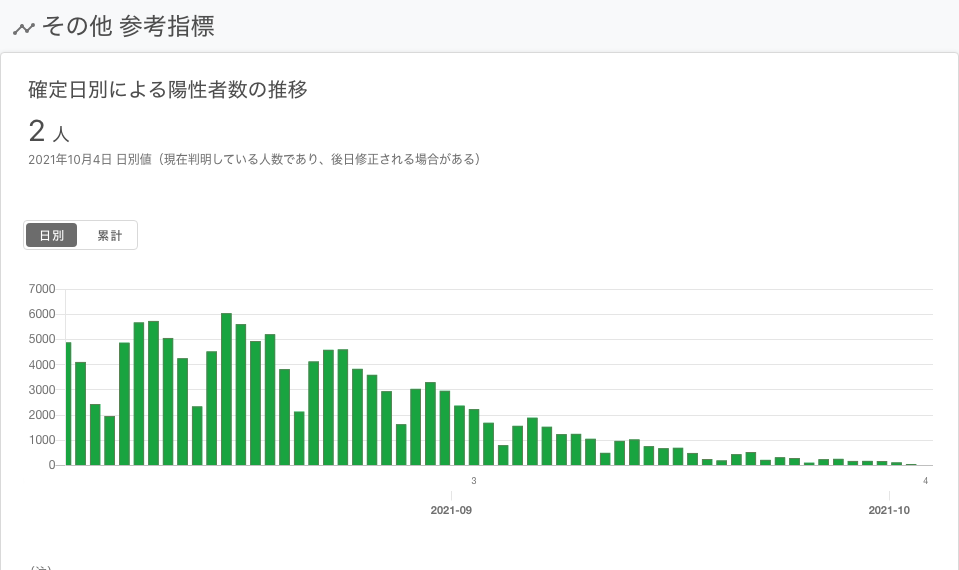 その他 参考指標
確定日別による陽性者数の推移
2 人
2021年10月4日 日別値（現在判明している人数であり、後日修正される場合がある）
日別 累計
7000
6000
5000
4000
3000
2000
1000
0
3 4
2021-09 2021-10